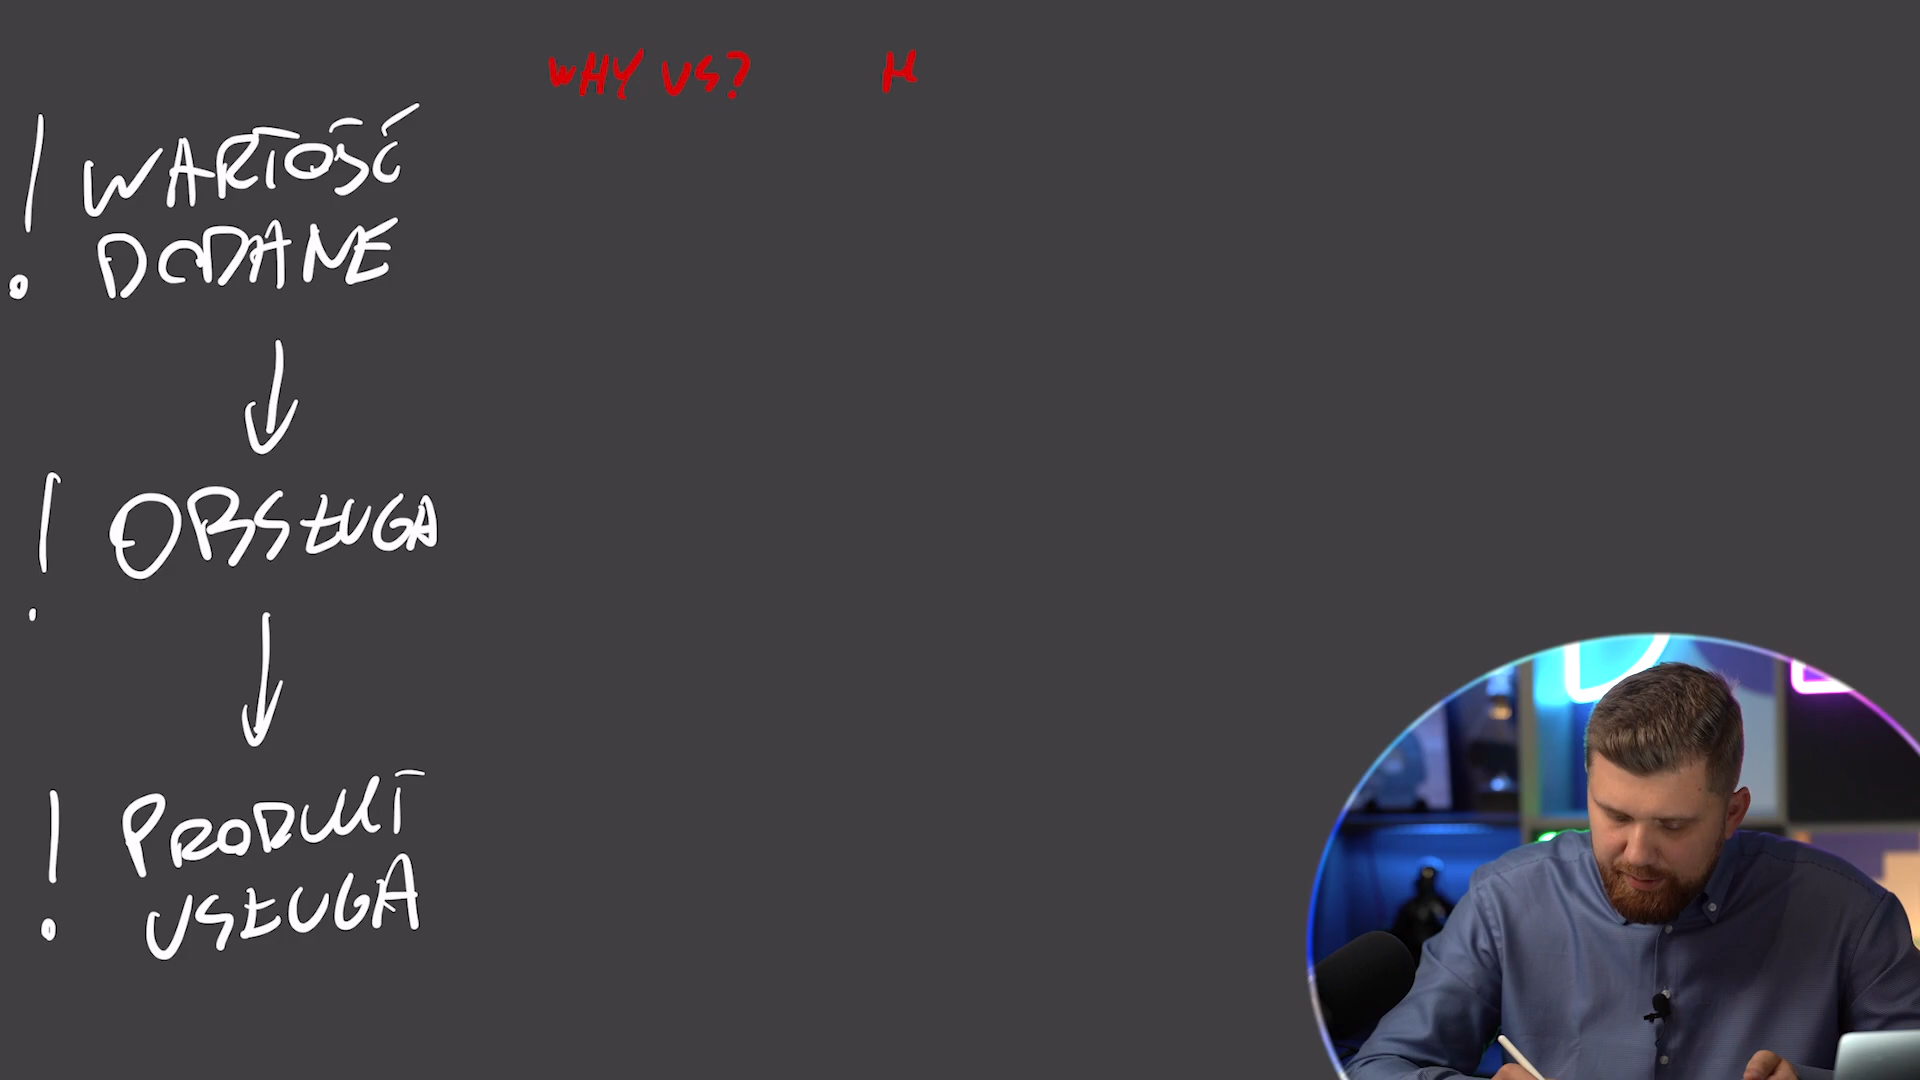 WHY US? H
! WARTOŚĆ
DODANE
↓
! OBSŁUGA
↓
! PRODUKT
USŁUGA